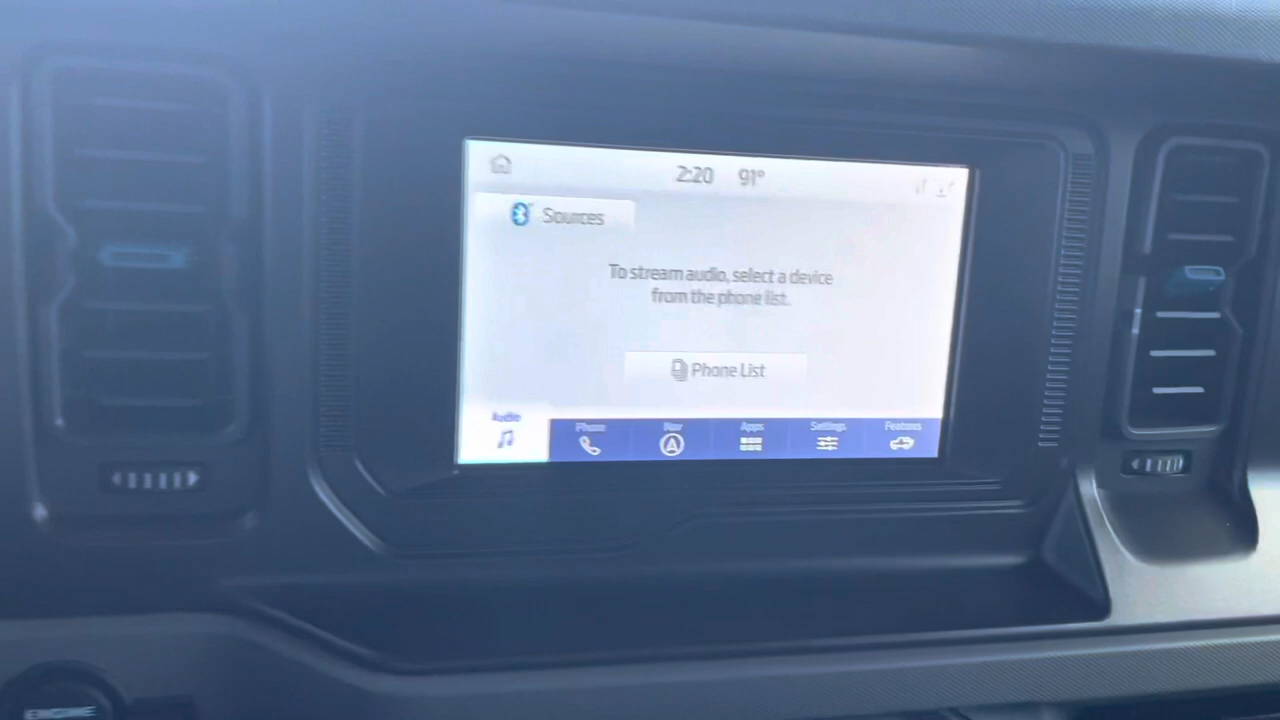 2:20 91°
Sources
To stream audio, select a device
from the phone list.
Phone List
Audio Phone Nav Apps Settings Features
ENGINE